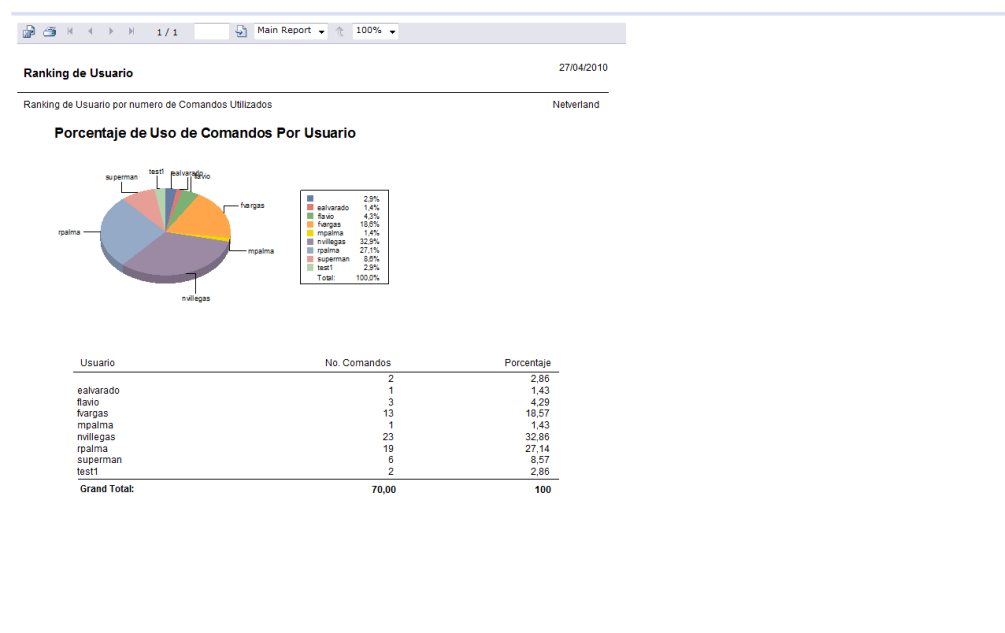 1 / 1 Main Report 100%
27/04/2010
Ranking de Usuario
Ranking de Usuario por numero de Comandos Utilizados Netverland
Porcentaje de Uso de Comandos Por Usuario
superman
test1
ealvarado
flavio
fvargas
rpalma
mpalma
nvillegas
2,9%
ealvarado 1,4%
flavio 4,3%
fvargas 18,6%
mpalma 1,4%
nvillegas 32,9%
rpalma 27,1%
superman 8,6%
test1 2,9%
Total: 100,0%
Usuario No. Comandos Porcentaje
2 2,86
ealvarado 1 1,43
flavio 3 4,29
fvargas 13 18,57
mpalma 1 1,43
nvillegas 23 32,86
rpalma 19 27,14
superman 6 8,57
test1 2 2,86
Grand Total: 70,00 100